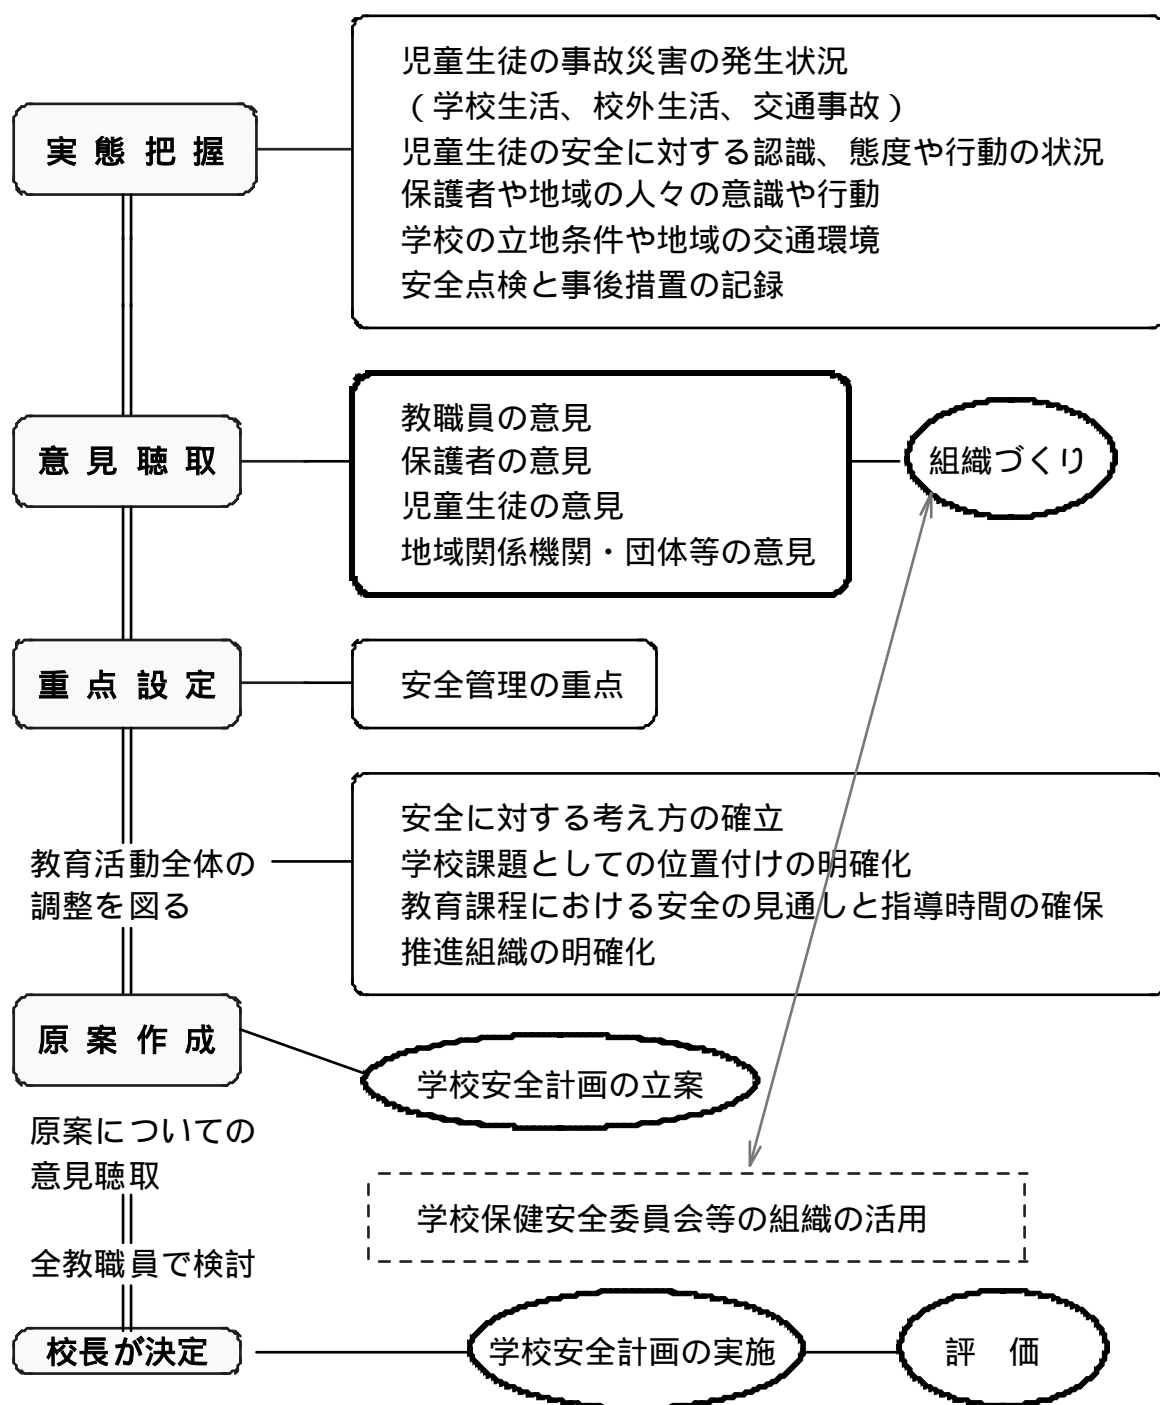 実態把握
児童生徒の事故災害の発生状況
（学校生活、校外生活、交通事故）
児童生徒の安全に対する認識、態度や行動の状況
保護者や地域の人々の意識や行動
学校の立地条件や地域の交通環境
安全点検と事後措置の記録
意見聴取
教職員の意見
保護者の意見
児童生徒の意見
地域関係機関・団体等の意見
組織づくり
重点設定
安全管理の重点
教育活動全体の
調整を図る
安全に対する考え方の確立
学校課題としての位置付けの明確化
教育課程における安全の見通しと指導時間の確保
推進組織の明確化
原案作成
学校安全計画の立案
原案についての
意見聴取
学校保健安全委員会等の組織の活用
全教職員で検討
校長が決定
学校安全計画の実施
評　価